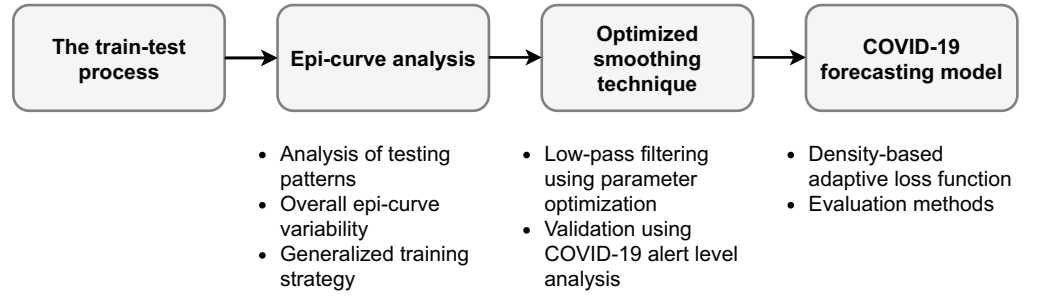 The train-test
process
Epi-curve analysis
Optimized
smoothing
technique
COVID-19
forecasting model
• Analysis of testing
patterns
• Overall epi-curve
variability
• Generalized training
strategy
• Low-pass filtering
using parameter
optimization
• Validation using
COVID-19 alert level
analysis
• Density-based
adaptive loss function
• Evaluation methods